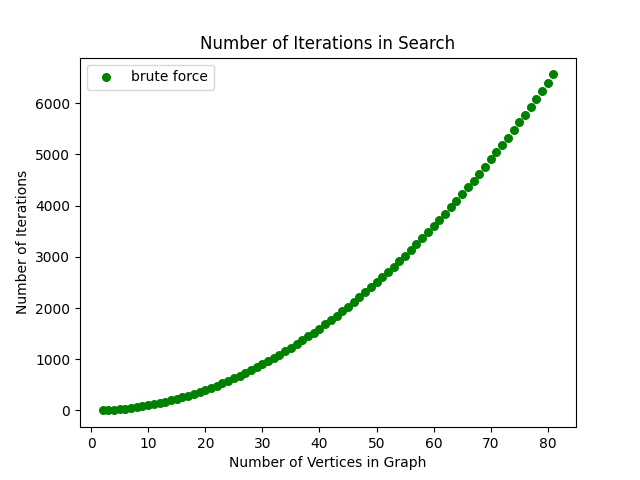 Number of Iterations in Search
brute force
Number of Iterations
6000
5000
4000
3000
2000
1000
0
0 10 20 30 40 50 60 70 80
Number of Vertices in Graph